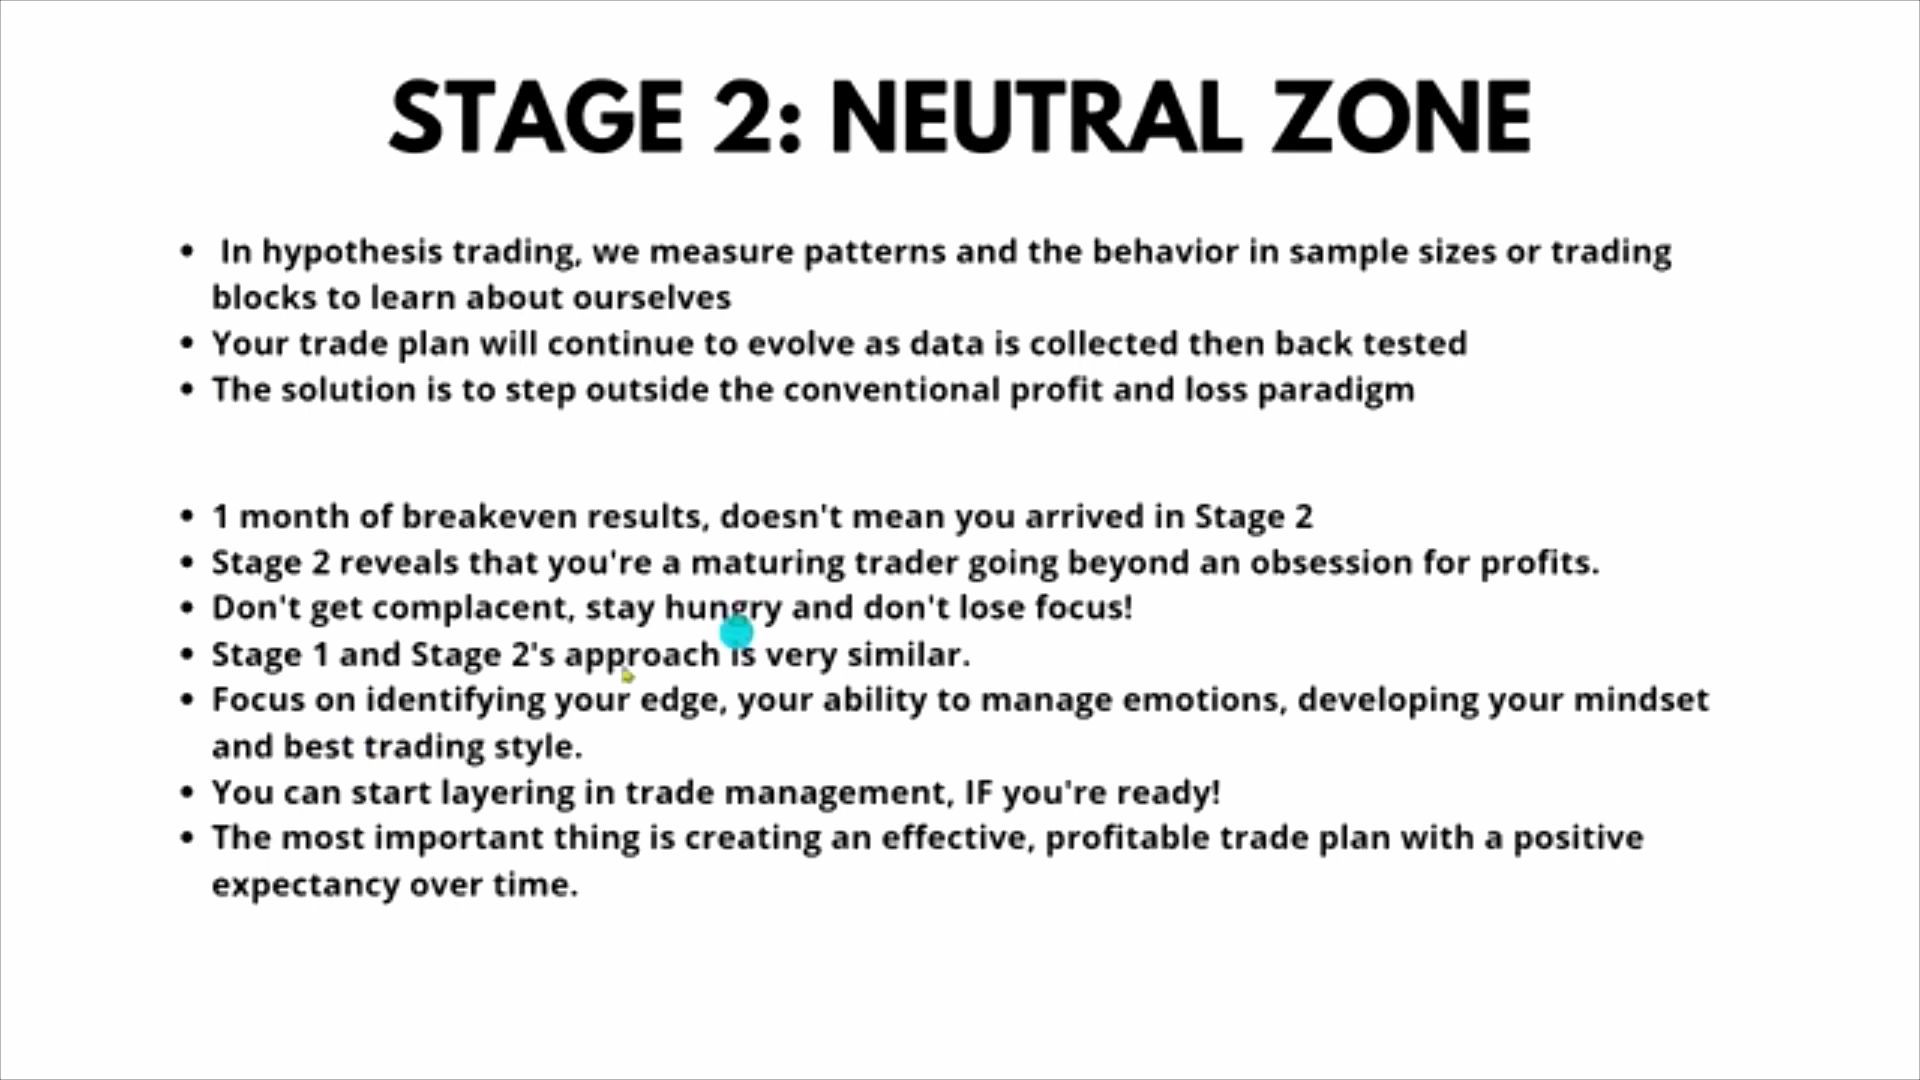 STAGE 2: NEUTRAL ZONE
• In hypothesis trading, we measure patterns and the behavior in sample sizes or trading
blocks to learn about ourselves
• Your trade plan will continue to evolve as data is collected then back tested
• The solution is to step outside the conventional profit and loss paradigm
• 1 month of breakeven results, doesn't mean you arrived in Stage 2
• Stage 2 reveals that you're a maturing trader going beyond an obsession for profits.
• Don't get complacent, stay hungry and don't lose focus!
• Stage 1 and Stage 2's approach is very similar.
• Focus on identifying your edge, your ability to manage emotions, developing your mindset
and best trading style.
• You can start layering in trade management, IF you're ready!
• The most important thing is creating an effective, profitable trade plan with a positive
expectancy over time.